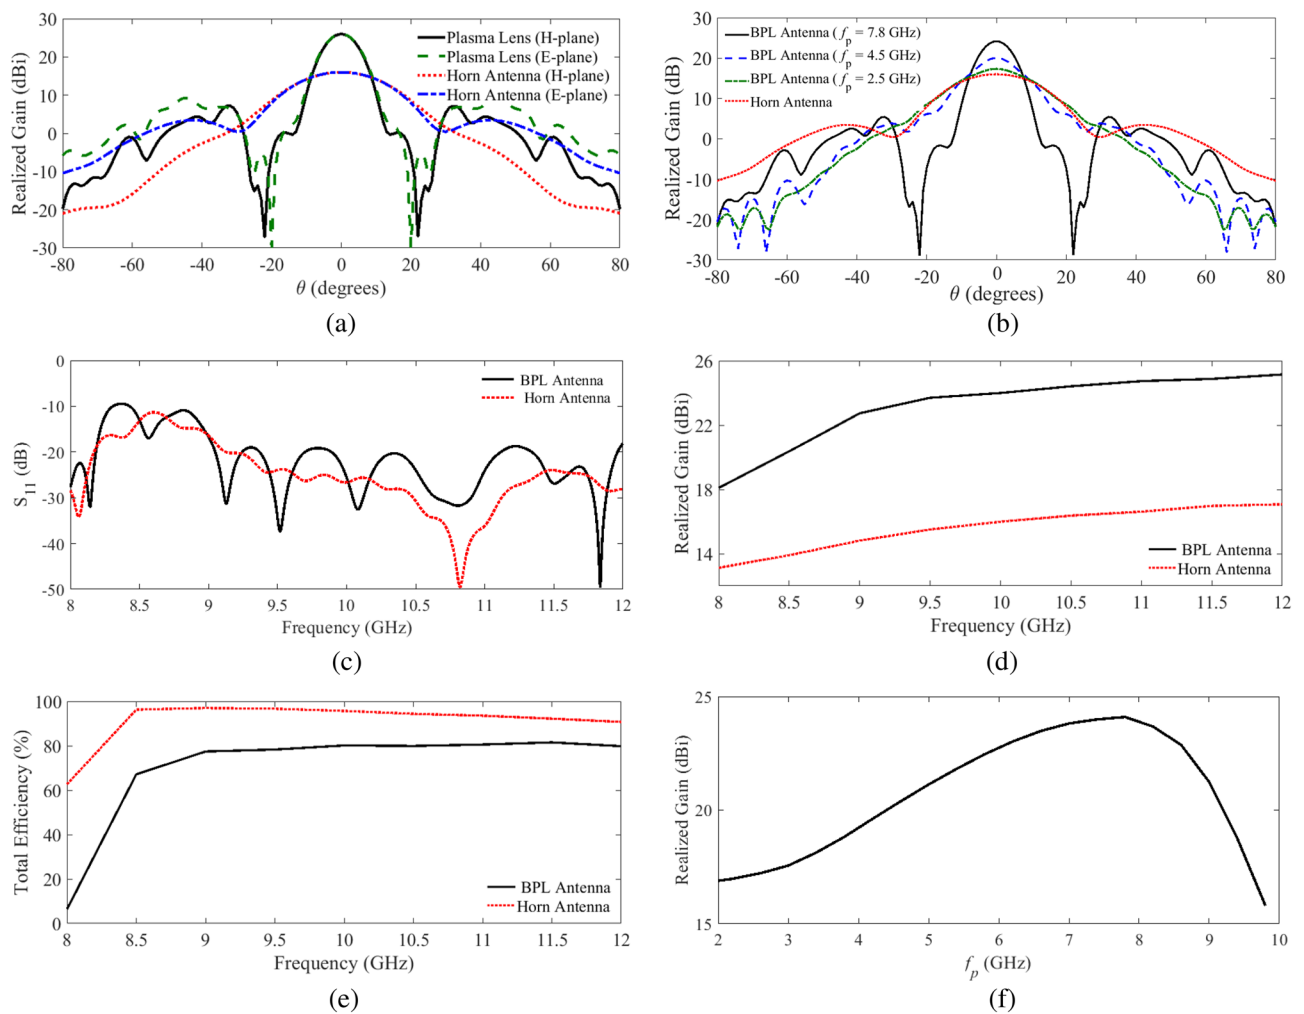 30
20
10
0
-10
-20
-30
-80
-60
-40
-20
0
20
40
60
80
Realized Gain (dBi)
θ (degrees)
Plasma Lens (H-plane)
Plasma Lens (E-plane)
Horn Antenna (H-plane)
Horn Antenna (E-plane)
(a)
30
20
10
0
-10
-20
-30
-80
-60
-40
-20
0
20
40
60
80
Realized Gain (dB)
θ (degrees)
BPL Antenna ( fp = 7.8 GHz)
BPL Antenna ( fp = 4.5 GHz)
BPL Antenna ( fp = 2.5 GHz)
Horn Antenna
(b)
0
-10
-20
-30
-40
-50
8
8.5
9
9.5
10
10.5
11
11.5
12
S11 (dB)
Frequency (GHz)
BPL Antenna
Horn Antenna
(c)
26
22
18
14
8
8.5
9
9.5
10
10.5
11
11.5
12
Realized Gain (dBi)
Frequency (GHz)
BPL Antenna
Horn Antenna
(d)
100
80
60
40
20
0
8
8.5
9
9.5
10
10.5
11
11.5
12
Total Efficiency (%)
Frequency (GHz)
BPL Antenna
Horn Antenna
(e)
25
20
15
2
3
4
5
6
7
8
9
10
Realized Gain (dBi)
fp (GHz)
(f)